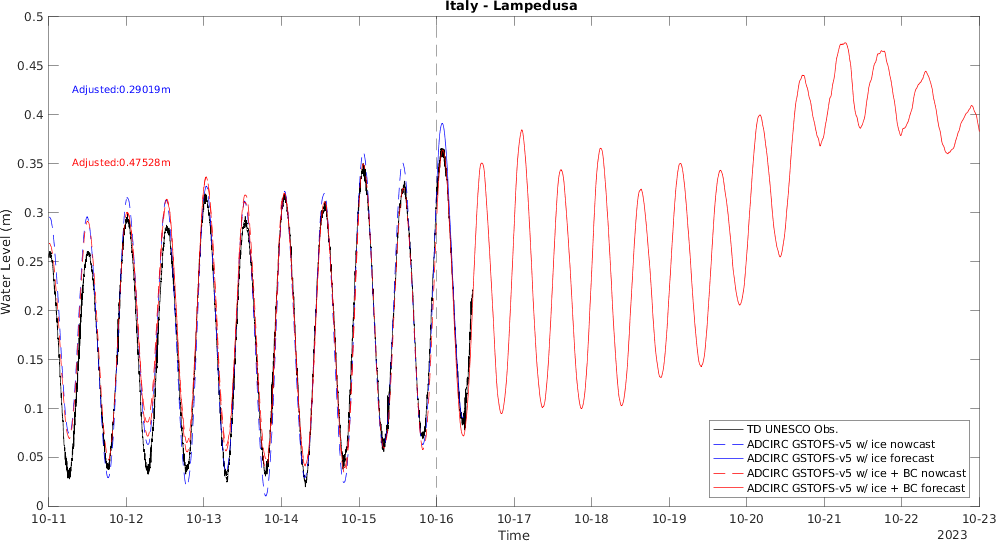 Italy - Lampedusa
0.5
0.45
0.4
0.35
0.3
0.25
0.2
0.15
0.1
0.05
0
Water Level (m)
Adjusted:0.29019m
Adjusted:0.47528m
TD UNESCO Obs.
ADCIRC GSTOFS-v5 w/ ice nowcast
ADCIRC GSTOFS-v5 w/ ice forecast
ADCIRC GSTOFS-v5 w/ ice + BC nowcast
ADCIRC GSTOFS-v5 w/ ice + BC forecast
10-11 10-12 10-13 10-14 10-15 10-16 10-17 10-18 10-19 10-20 10-21 10-22 10-23
Time
2023